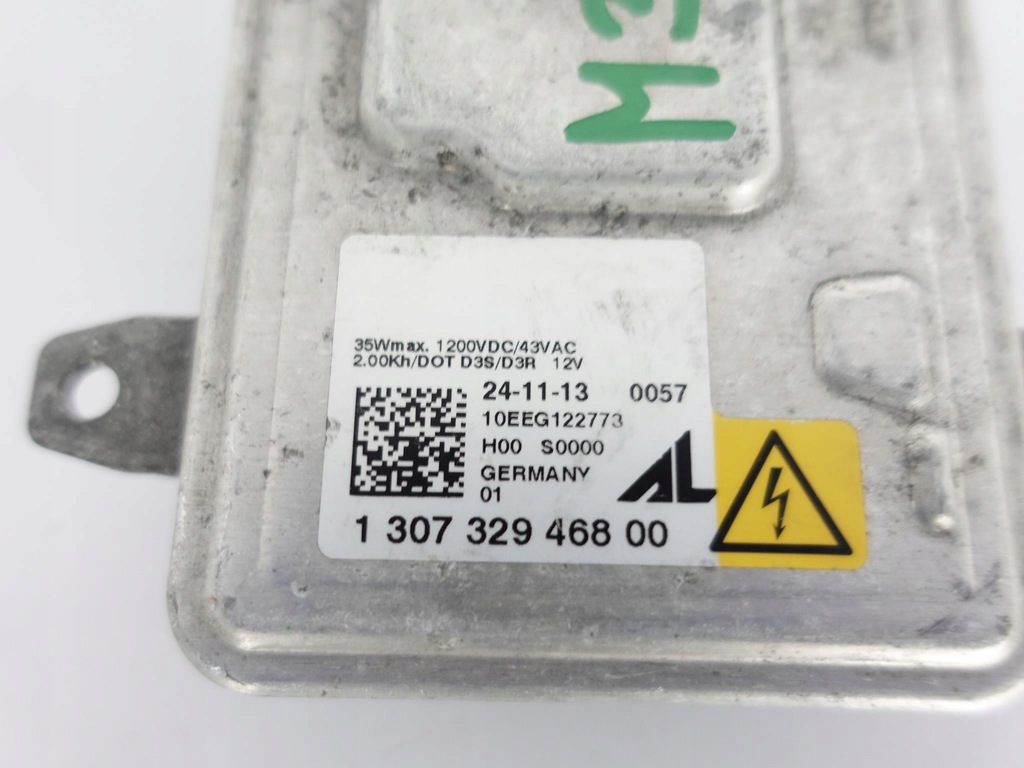 M3
35Wmax. 1200VDC/43VAC
2.00Kh/DOT D3S/D3R 12V
24-11-13 0057
10EEG122773
H00 S0000
GERMANY
01
AL
1 307 329 468 00